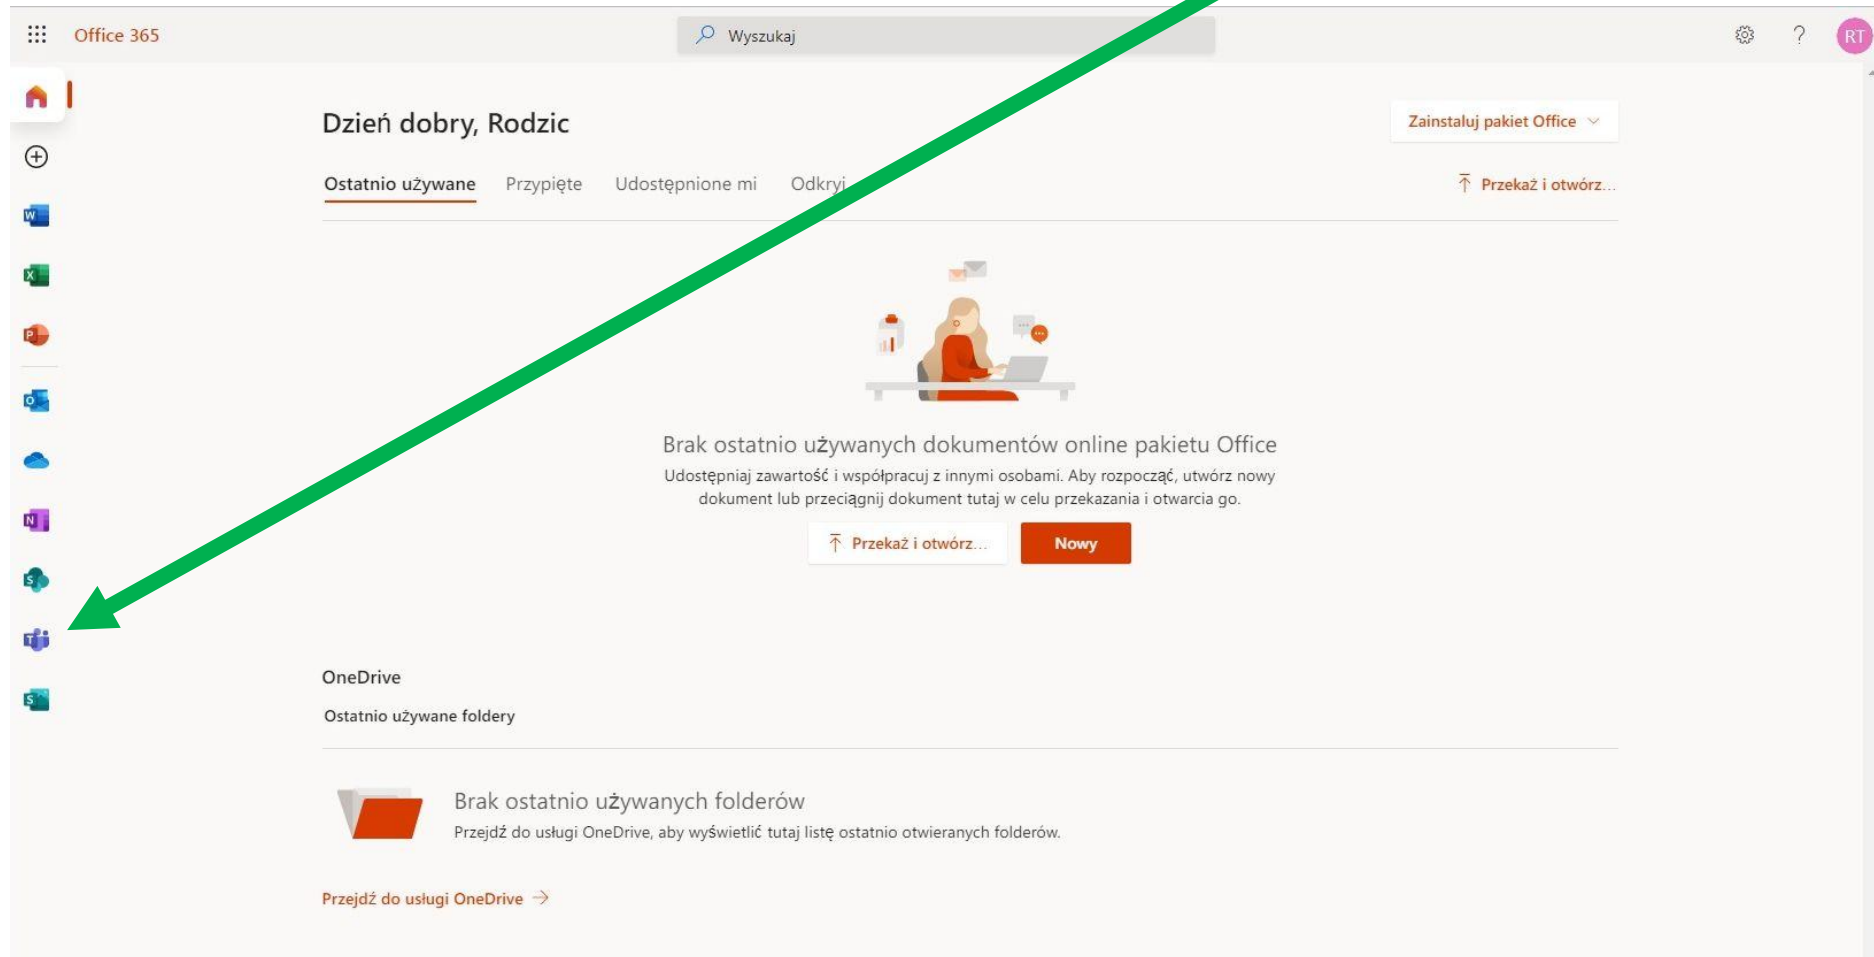 Office 365
Wyszukaj
?
RT
Dzień dobry, Rodzic
Zainstaluj pakiet Office
Ostatnio używane Przypięte Udostępnione mi Odkryj
Przekaż i otwórz...
W
X
P
O
N
S
T
S
Brak ostatnio używanych dokumentów online pakietu Office
Udostępniaj zawartość i współpracuj z innymi osobami. Aby rozpocząć, utwórz nowy
dokument lub przeciągnij dokument tutaj w celu przekazania i otwarcia go.
Przekaż i otwórz...
Nowy
OneDrive
Ostatnio używane foldery
Brak ostatnio używanych folderów
Przejdź do usługi OneDrive, aby wyświetlić tutaj listę ostatnio otwieranych folderów.
Przejdź do usługi OneDrive →